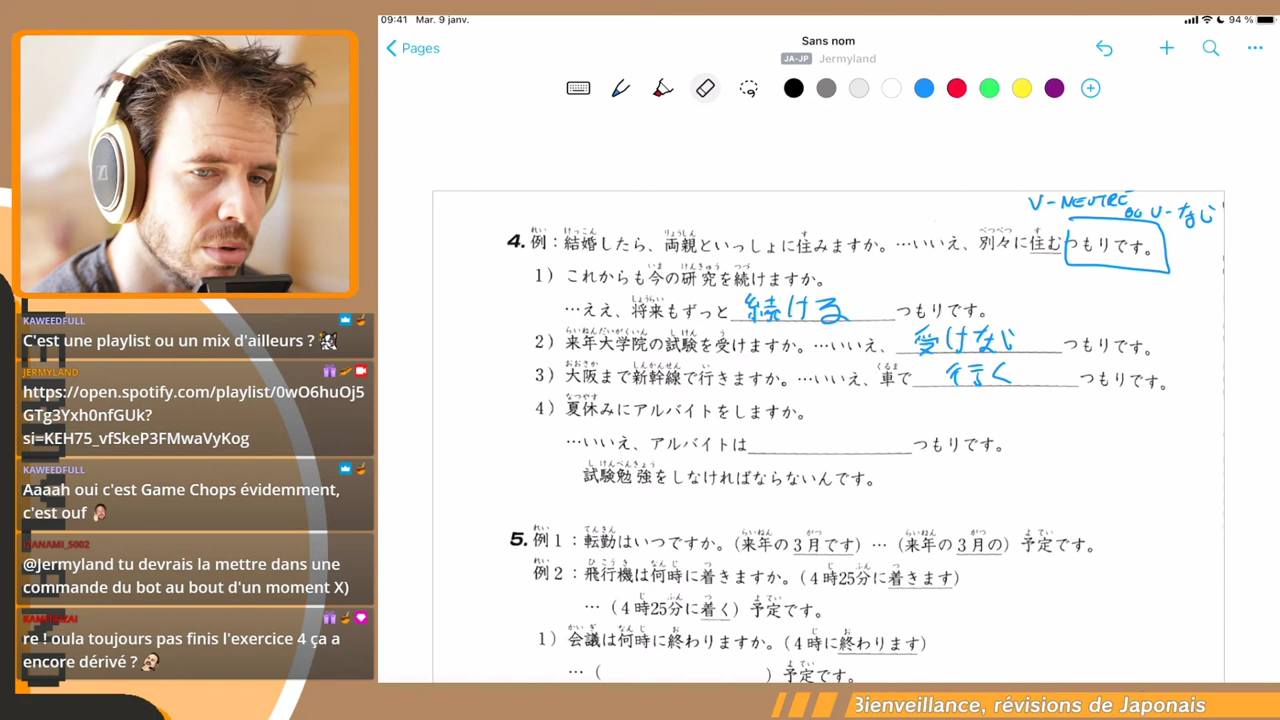 09:41 Mar. 9 janv.
94 %
Pages
Sans nom
JA-JP Jermyland
V-NEUTRE
ou V-ない
4. 例：結婚したら、両親といっしょに住みますか。…いいえ、別々に住むつもりです。
1）これからも今の研究を続けますか。
…ええ、将来もずっと 続ける つもりです。
2）来年大学院の試験を受けますか。…いいえ、 受けない つもりです。
3）大阪まで新幹線で行きますか。…いいえ、車で 行く つもりです。
4）夏休みにアルバイトをしますか。
…いいえ、アルバイトは＿＿＿＿＿＿つもりです。
試験勉強をしなければならないんです。
5. 例1：転勤はいつですか。（来年の3月です）…（来年の3月の）予定です。
例2：飛行機は何時に着きますか。（4時25分に着きます）
…（4時25分に着く）予定です。
1）会議は何時に終わりますか。（4時に終わります）
…（　　　　　　　　）予定です。
KAWEEDFULL
C'est une playlist ou un mix d'ailleurs ?
JERMYLAND
https://open.spotify.com/playlist/0wO6huOj5
GTg3Yxh0nfGUk?
si=KEH75_vfSkeP3FMwaVyKog
KAWEEDFULL
Aaaah oui c'est Game Chops évidemment,
c'est ouf
@Jermyland tu devrais la mettre dans une
commande du bot au bout d'un moment X)
re ! oula toujours pas finis l'exercice 4 ça a
encore dérivé ?
Bienveillance, révisions de Japonais